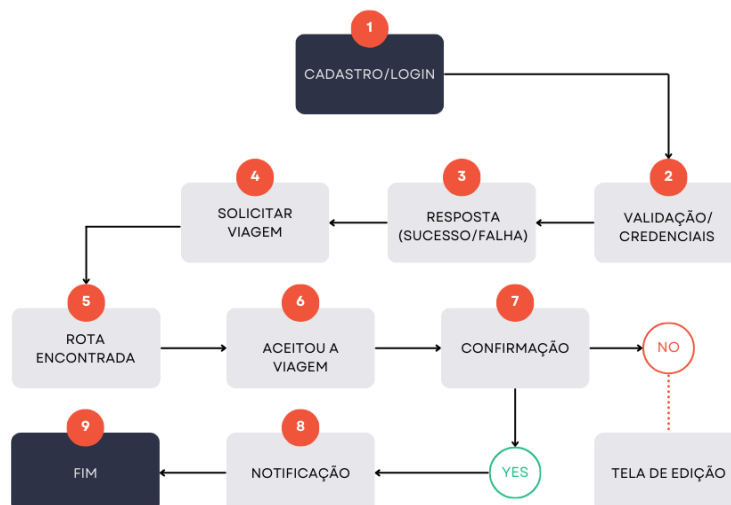 1
CADASTRO/LOGIN
4
SOLICITAR
VIAGEM
3
RESPOSTA
(SUCESSO/FALHA)
2
VALIDAÇÃO/
CREDENCIAIS
5
ROTA
ENCONTRADA
6
ACEITOU A
VIAGEM
7
CONFIRMAÇÃO
NO
9
FIM
8
NOTIFICAÇÃO
YES
TELA DE EDIÇÃO